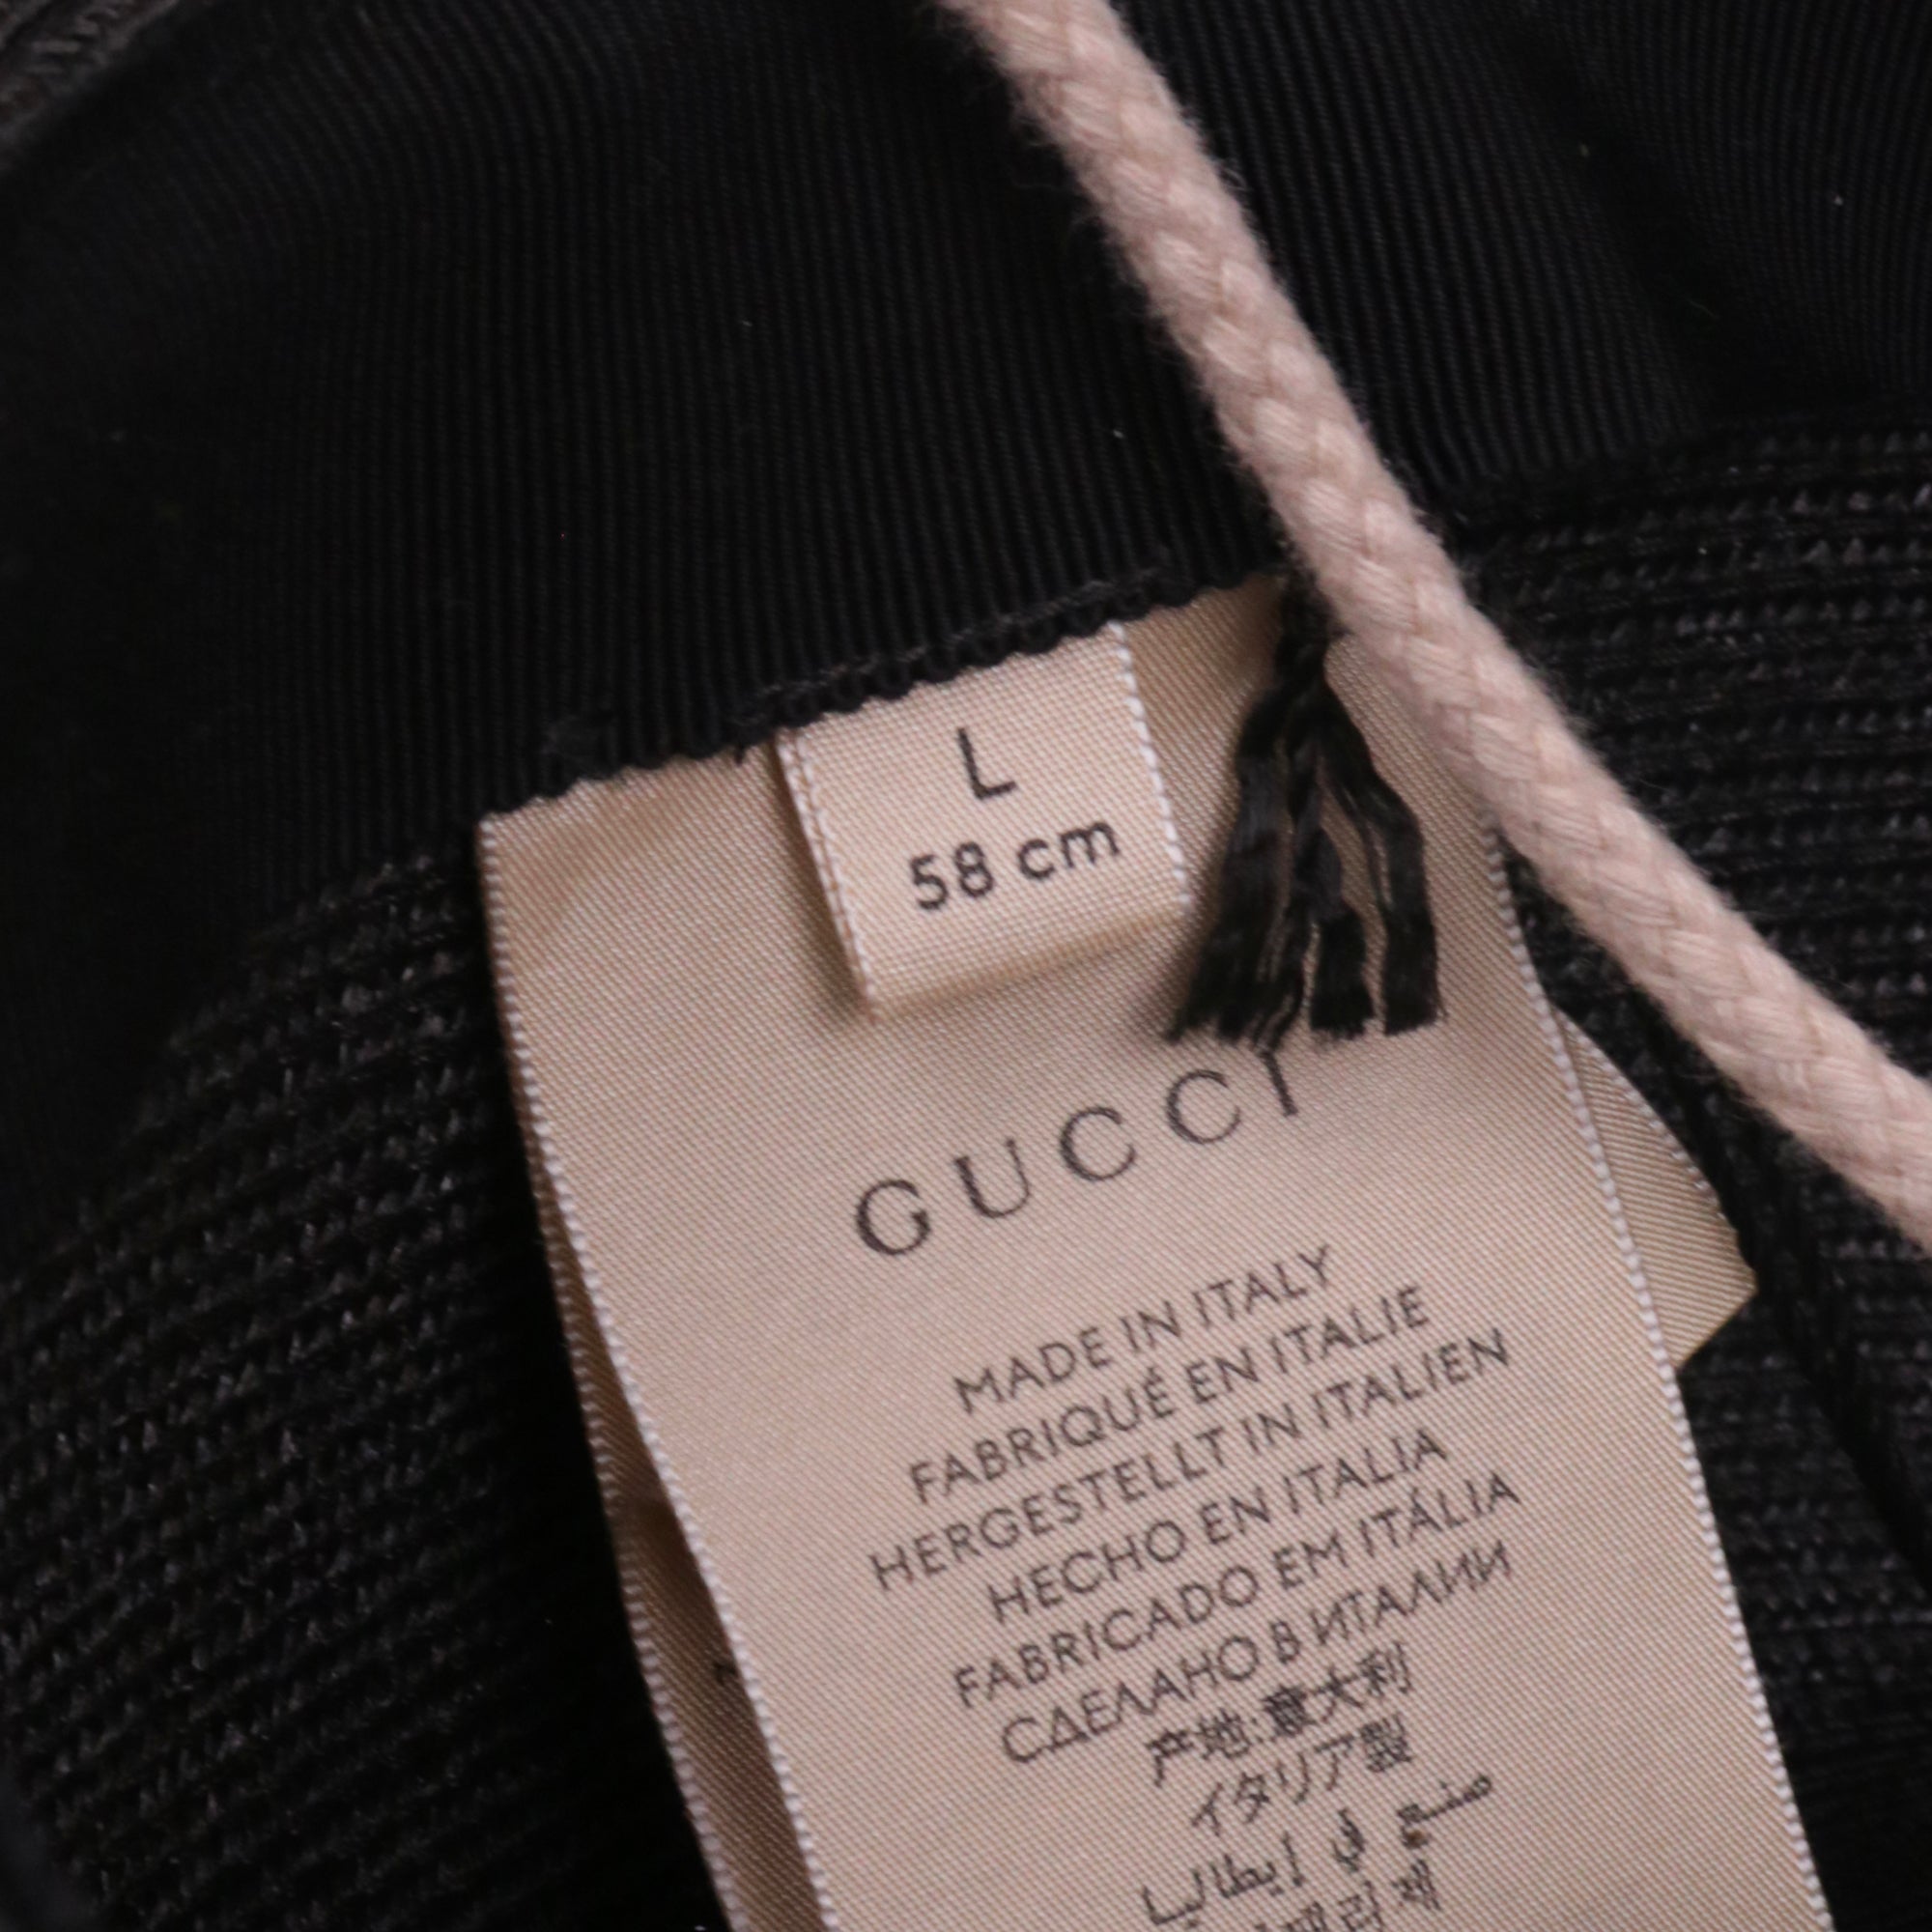 L
58 cm
GUCCI
MADE IN ITALY
FABRIQUÉ EN ITALIE
HERGESTELLT IN ITALIEN
HECHO EN ITALIA
FABRICADO EM ITÁLIA
СДЕЛАНО В ИТАЛИИ
产地:意大利
イタリア製
صنع في إيطاليا